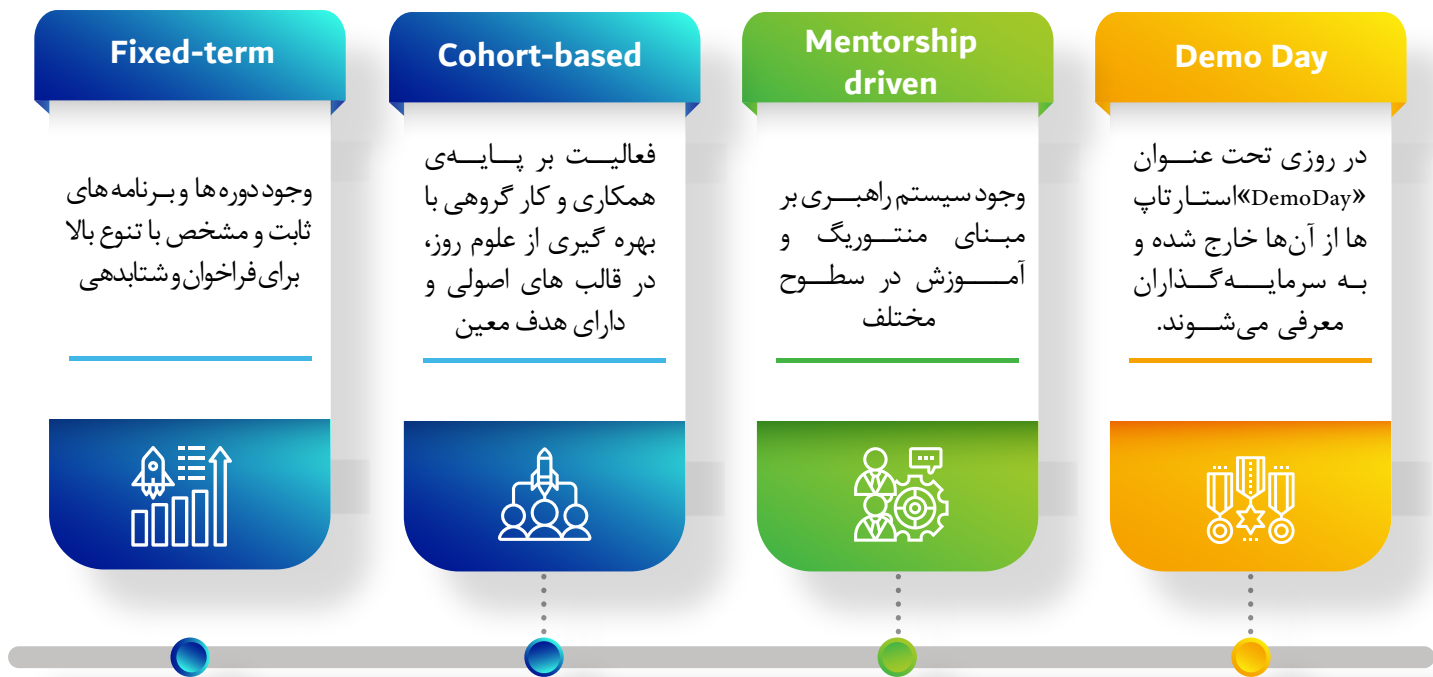 Fixed-term
وجود دوره ها و برنامه های
ثابت و مشخص با تنوع بالا
برای فراخوان و شتابدهی
Cohort-based
فعالیت بر پایه‌ی
همکاری و کار گروهی با
بهره گیری از علوم روز،
در قالب های اصولی و
دارای هدف معین
Mentorship
driven
وجود سیستم راهبری بر
مبنای منتوریگ و
آموزش در سطوح
مختلف
Demo Day
در روزی تحت عنوان
«DemoDay»استارتاپ
ها از آن‌ها خارج شده و
به سرمایه‌گذاران
معرفی می‌شوند.